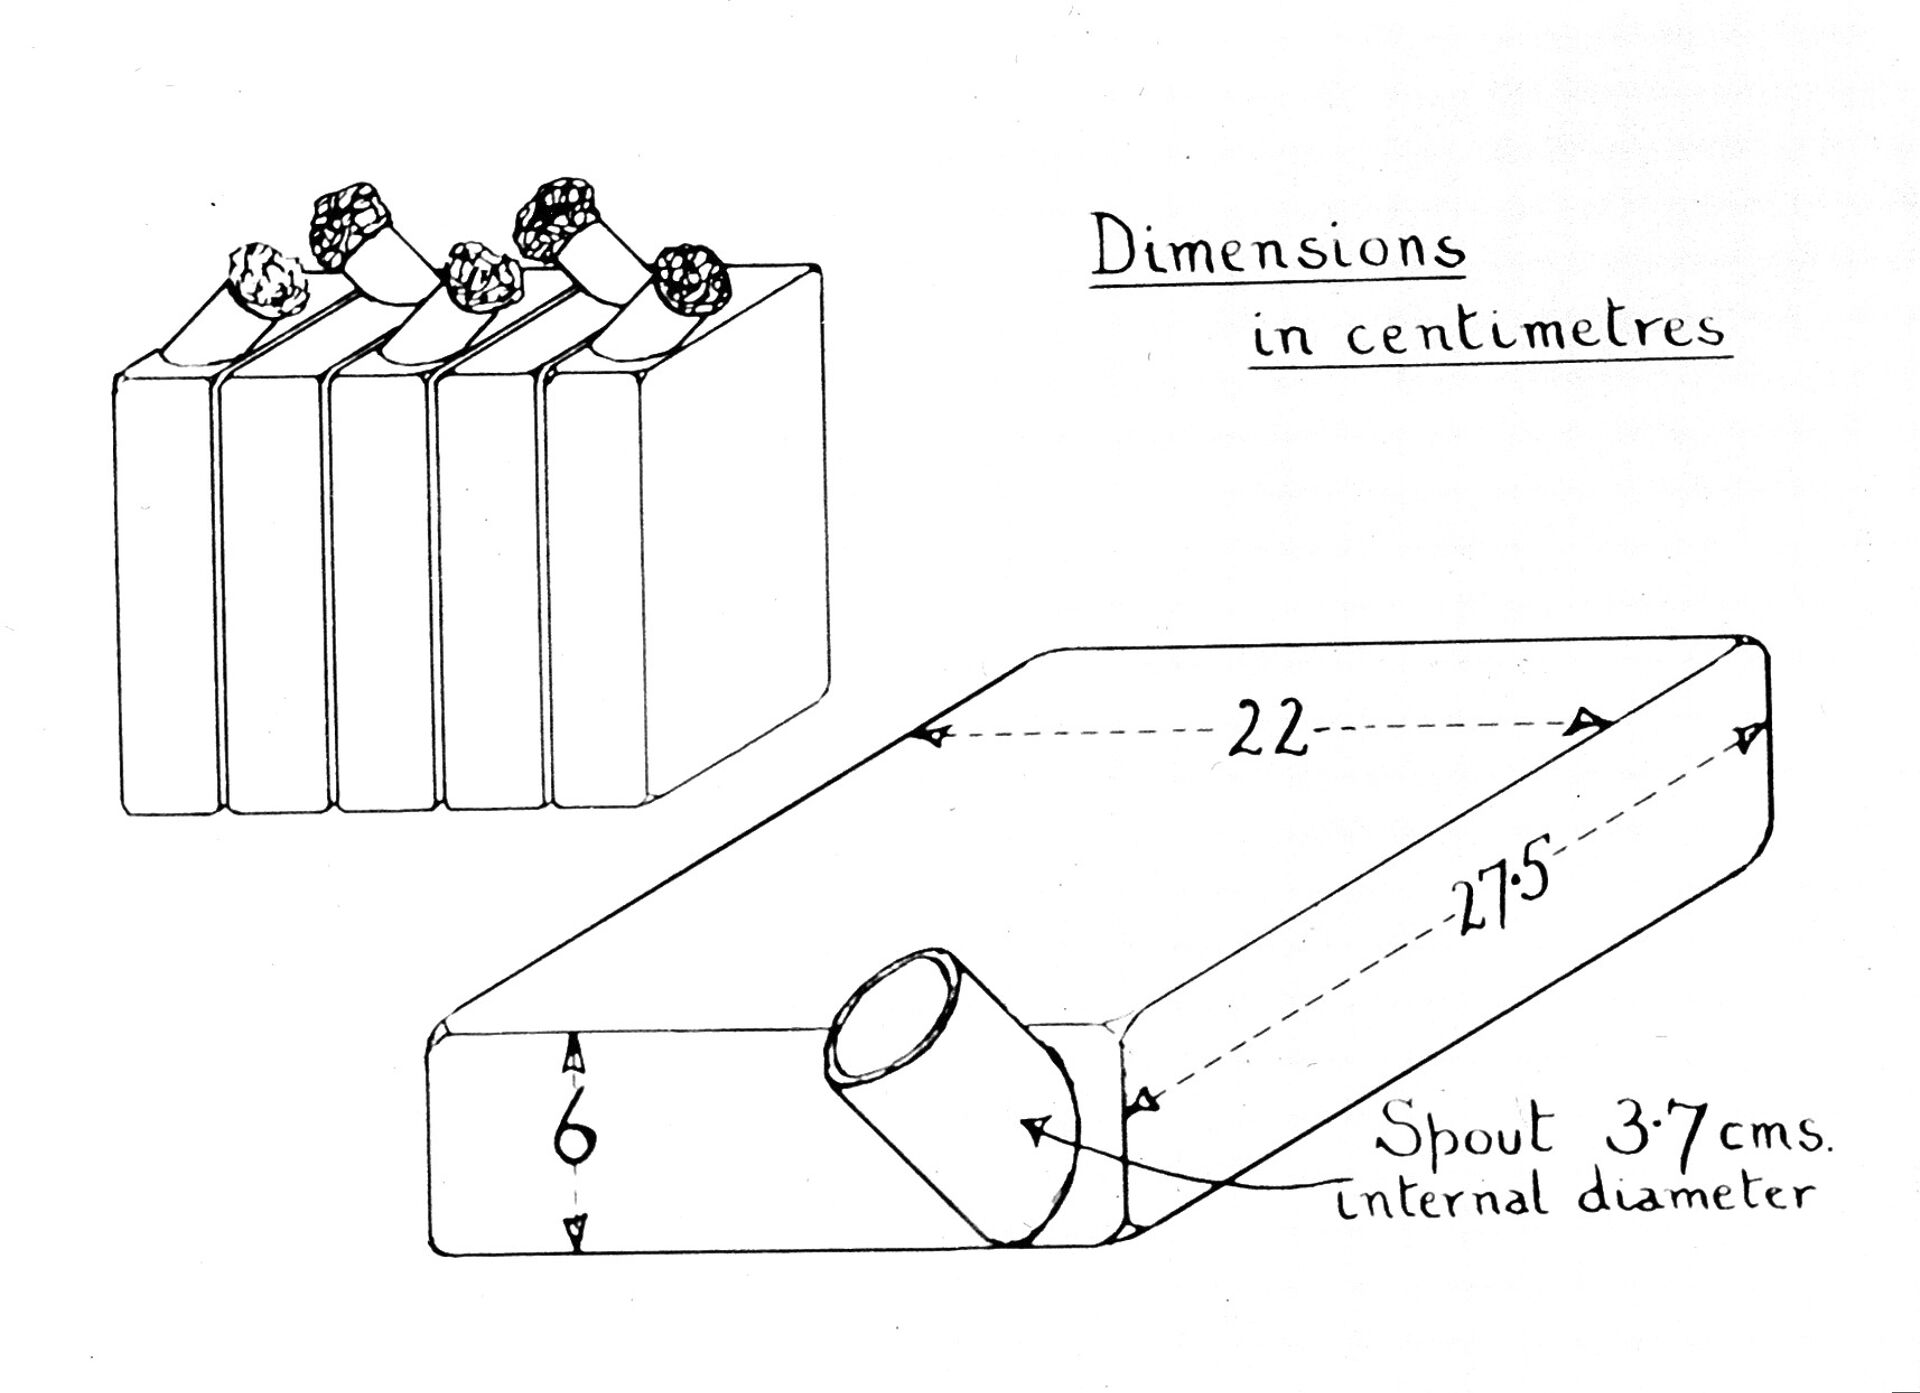 Dimensions
in centimetres
22
27·5
6
Spout 3·7 cms.
internal diameter